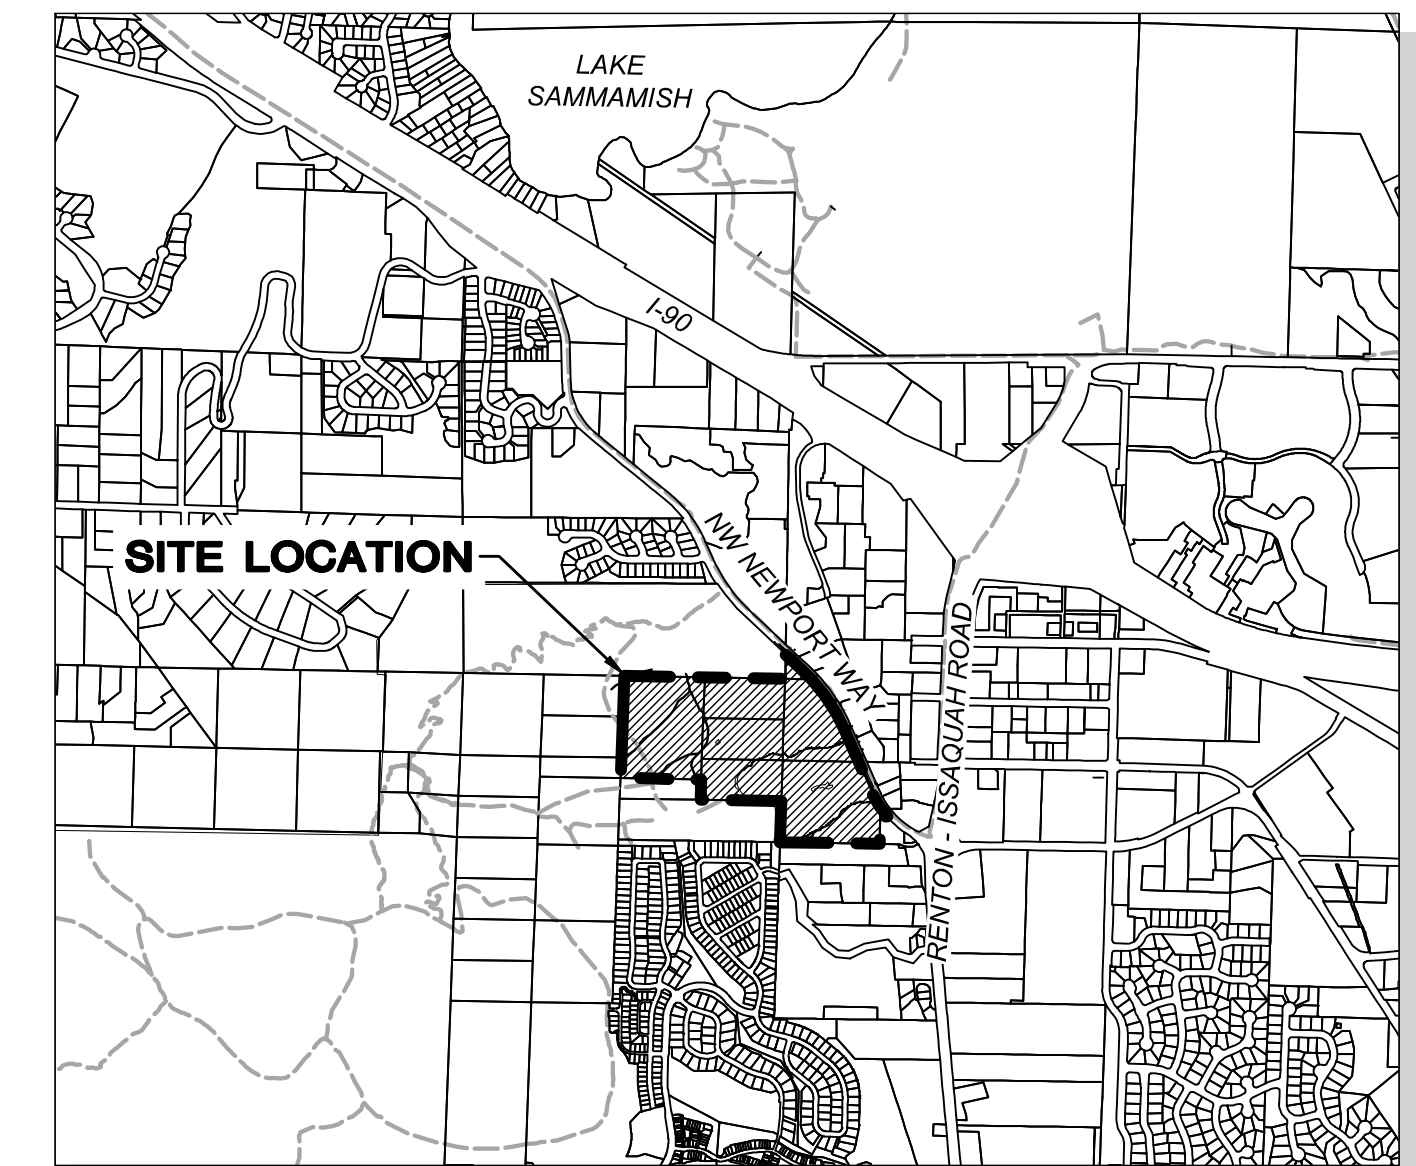 LAKE
SAMMAMISH
I-90
NW NEWPORT WAY
SITE LOCATION
RENTON - ISSAQUAH ROAD